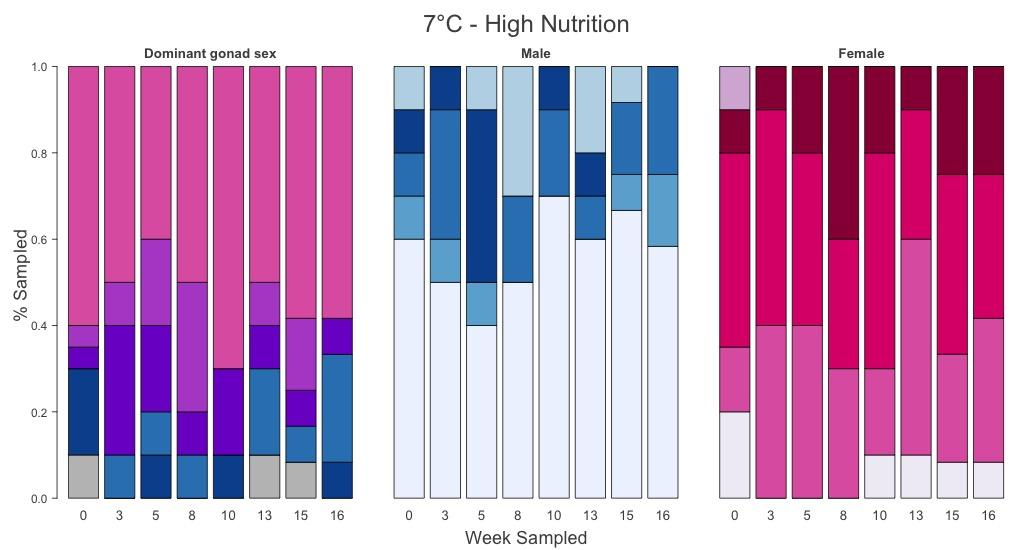 7°C - High Nutrition
Dominant gonad sex
Male
Female
% Sampled
1.0
0.8
0.6
0.4
0.2
0.0
0 3 5 8 10 13 15 16
0 3 5 8 10 13 15 16
0 3 5 8 10 13 15 16
Week Sampled